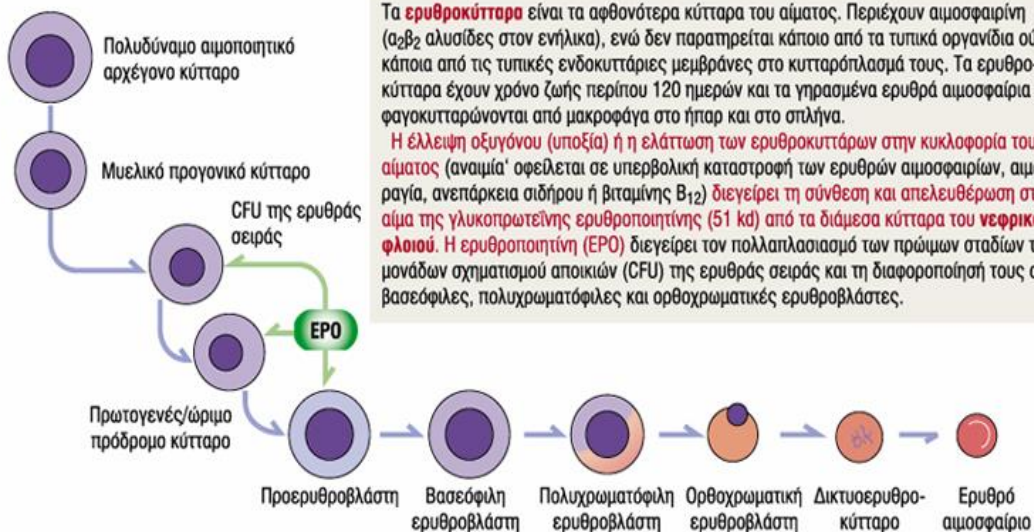 Τα ερυθροκύτταρα είναι τα αφθονότερα κύτταρα του αίματος. Περιέχουν αιμοσφαιρίνη
(α₂β₂ αλυσίδες στον ενήλικα), ενώ δεν παρατηρείται κάποιο από τα τυπικά οργανίδια ού
κάποια από τις τυπικές ενδοκυττάριες μεμβράνες στο κυτταρόπλασμά τους. Τα ερυθρο-
κύτταρα έχουν χρόνο ζωής περίπου 120 ημερών και τα γηρασμένα ερυθρά αιμοσφαίρια
φαγοκυτταρώνονται από μακροφάγα στο ήπαρ και στο σπλήνα.
Η έλλειψη οξυγόνου (υποξία) ή η ελάττωση των ερυθροκυττάρων στην κυκλοφορία του
αίματος (αναιμία' οφείλεται σε υπερβολική καταστροφή των ερυθρών αιμοσφαιρίων, αιμο
ραγία, ανεπάρκεια σιδήρου ή βιταμίνης B₁₂) διεγείρει τη σύνθεση και απελευθέρωση στ
αίμα της γλυκοπρωτεΐνης ερυθροποιητίνης (51 kd) από τα διάμεσα κύτταρα του νεφρικ
φλοιού. Η ερυθροποιητίνη (EPO) διεγείρει τον πολλαπλασιασμό των πρώιμων σταδίων τ
μονάδων σχηματισμού αποικιών (CFU) της ερυθράς σειράς και τη διαφοροποίησή τους σ
βασεόφιλες, πολυχρωματόφιλες και ορθοχρωματικές ερυθροβλάστες.
Πολυδύναμο αιμοποιητικό
αρχέγονο κύτταρο
Μυελικό προγονικό κύτταρο
CFU της ερυθράς
σειράς
EPO
Πρωτογενές/ώριμο
πρόδρομο κύτταρο
Προερυθροβλάστη
Βασεόφιλη
ερυθροβλάστη
Πολυχρωματόφιλη
ερυθροβλάστη
Ορθοχρωματική
ερυθροβλάστη
Δικτυοερυθρο-
κύτταρο
Ερυθρό
αιμοσφαίριο